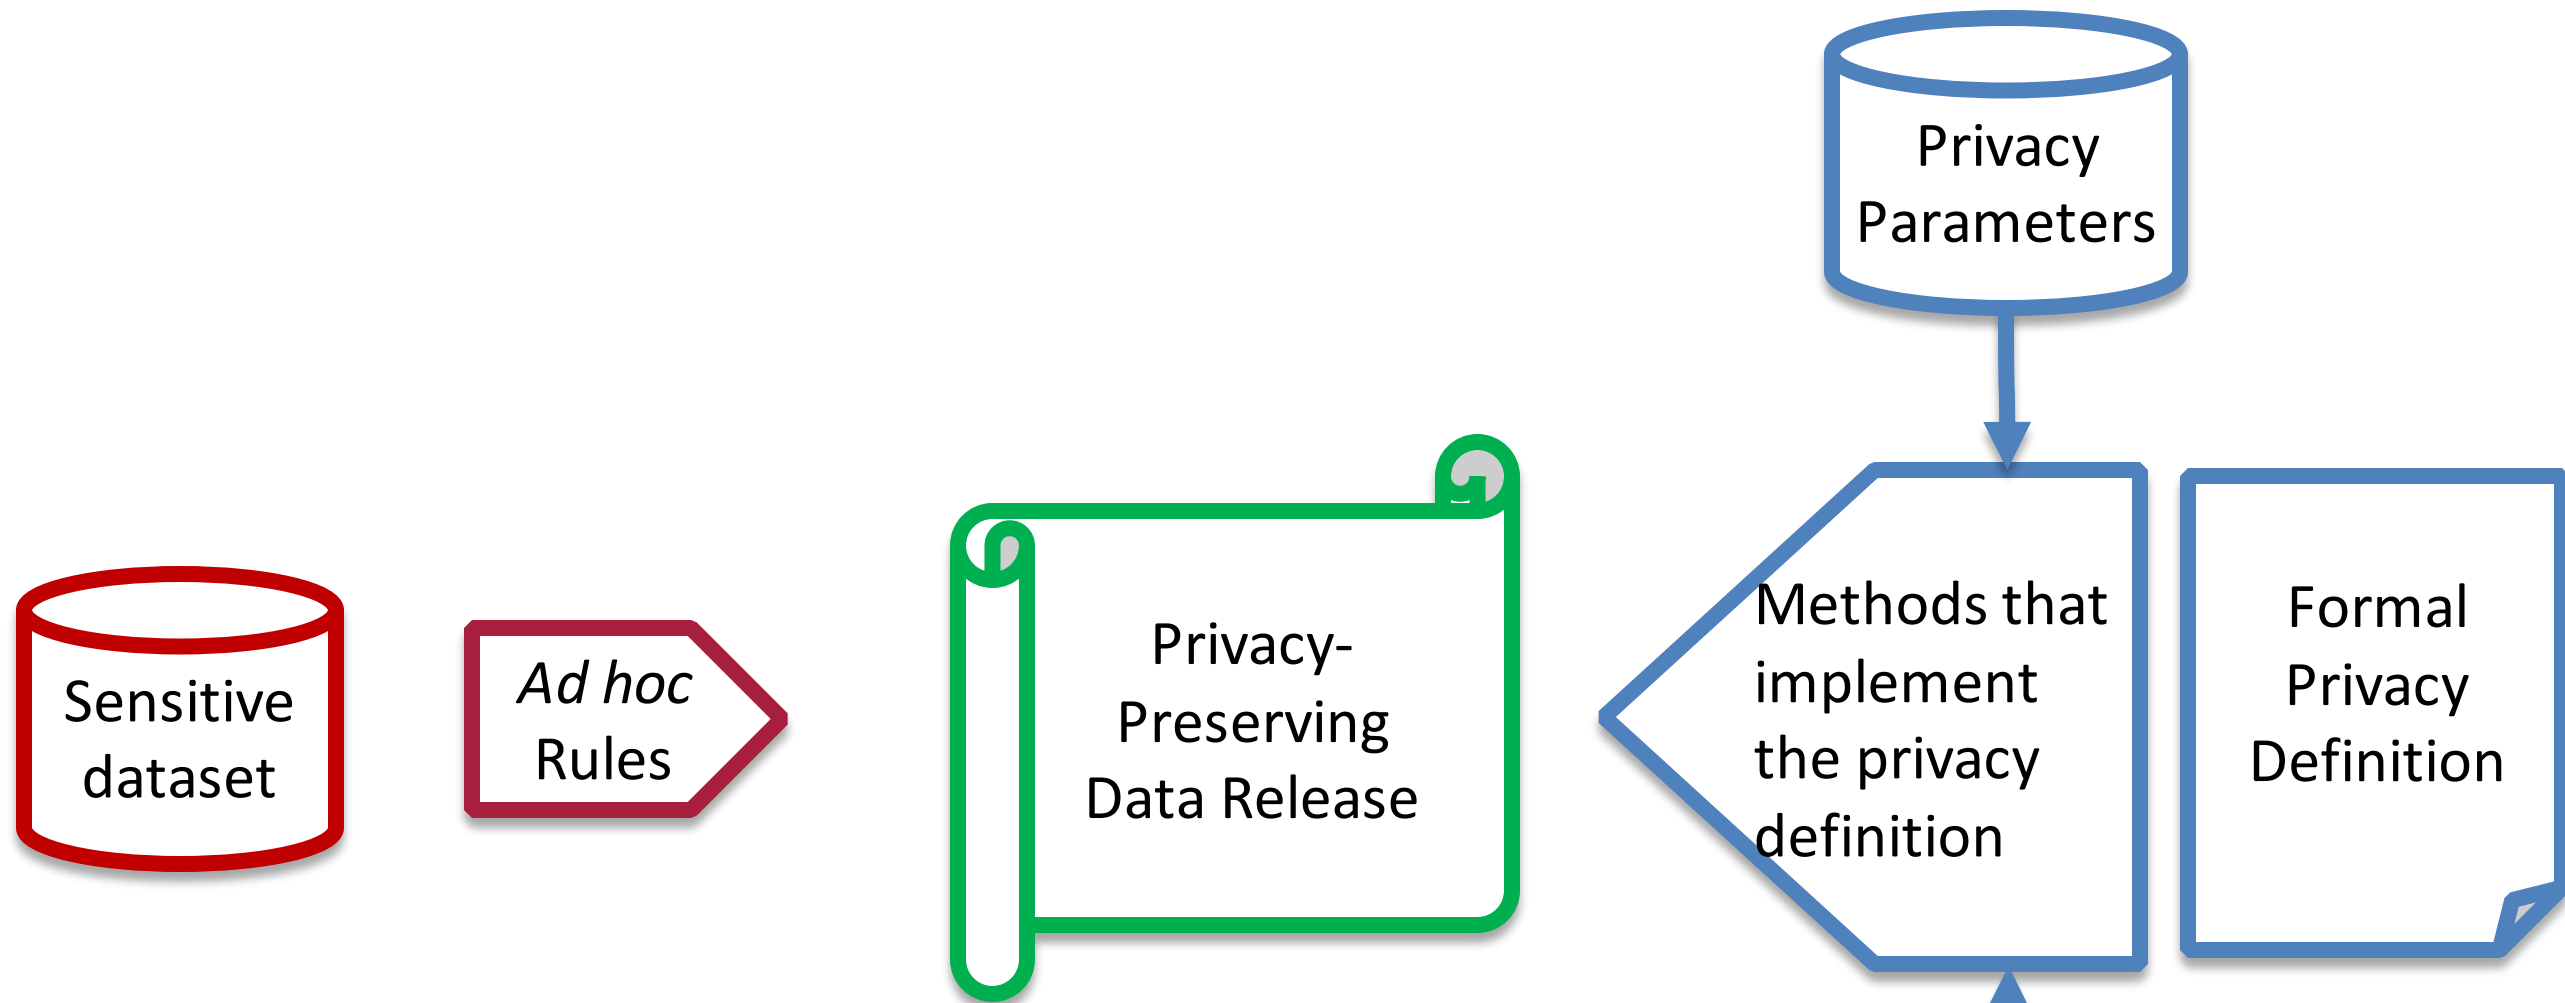 Privacy
Parameters
Sensitive
dataset
Ad hoc
Rules
Privacy-
Preserving
Data Release
Methods that
implement
the privacy
definition
Formal
Privacy
Definition